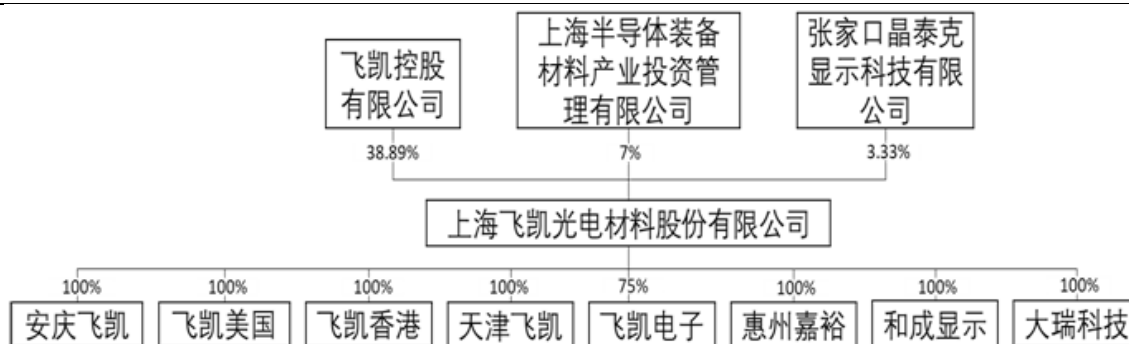 飞凯控股
有限公司
上海半导体装备
材料产业投资管
理有限公司
张家口晶泰克
显示科技有限
公司
38.89%
7%
3.33%
上海飞凯光电材料股份有限公司
100%
100%
100%
100%
75%
100%
100%
100%
安庆飞凯
飞凯美国
飞凯香港
天津飞凯
飞凯电子
惠州嘉裕
和成显示
大瑞科技